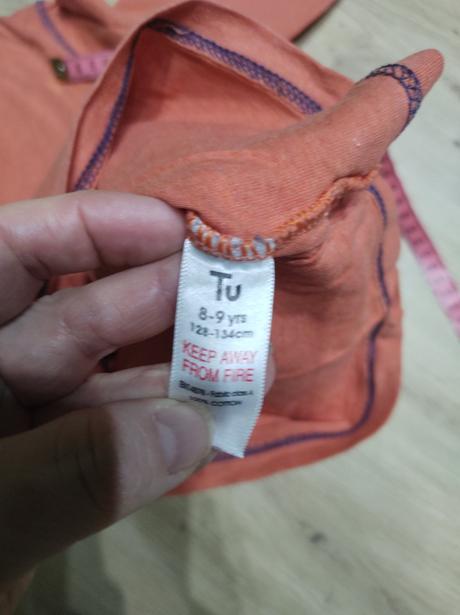 Tu
8-9 yrs
128-134cm
KEEP AWAY
FROM FIRE
100% COTTON